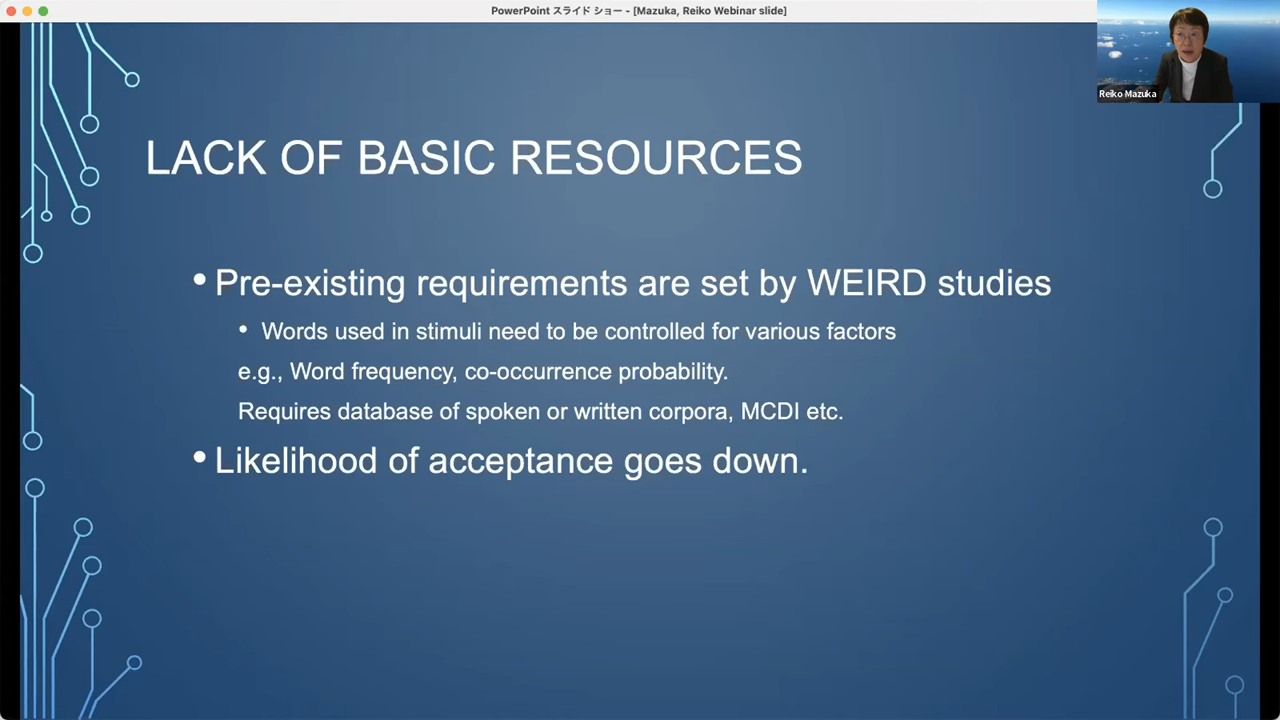 PowerPoint スライド ショー - [Mazuka, Reiko Webinar slide]
Reiko Mazuka
LACK OF BASIC RESOURCES
• Pre-existing requirements are set by WEIRD studies
• Words used in stimuli need to be controlled for various factors
e.g., Word frequency, co-occurrence probability.
Requires database of spoken or written corpora, MCDI etc.
• Likelihood of acceptance goes down.